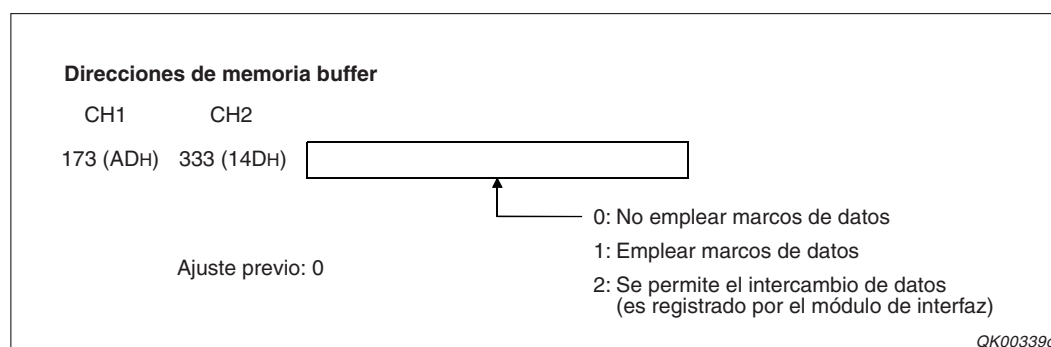 Direcciones de memoria buffer
CH1 CH2
173 (ADH) 333 (14DH)
0: No emplear marcos de datos
1: Emplear marcos de datos
Ajuste previo: 0
2: Se permite el intercambio de datos
(es registrado por el módulo de interfaz)
QK00339c